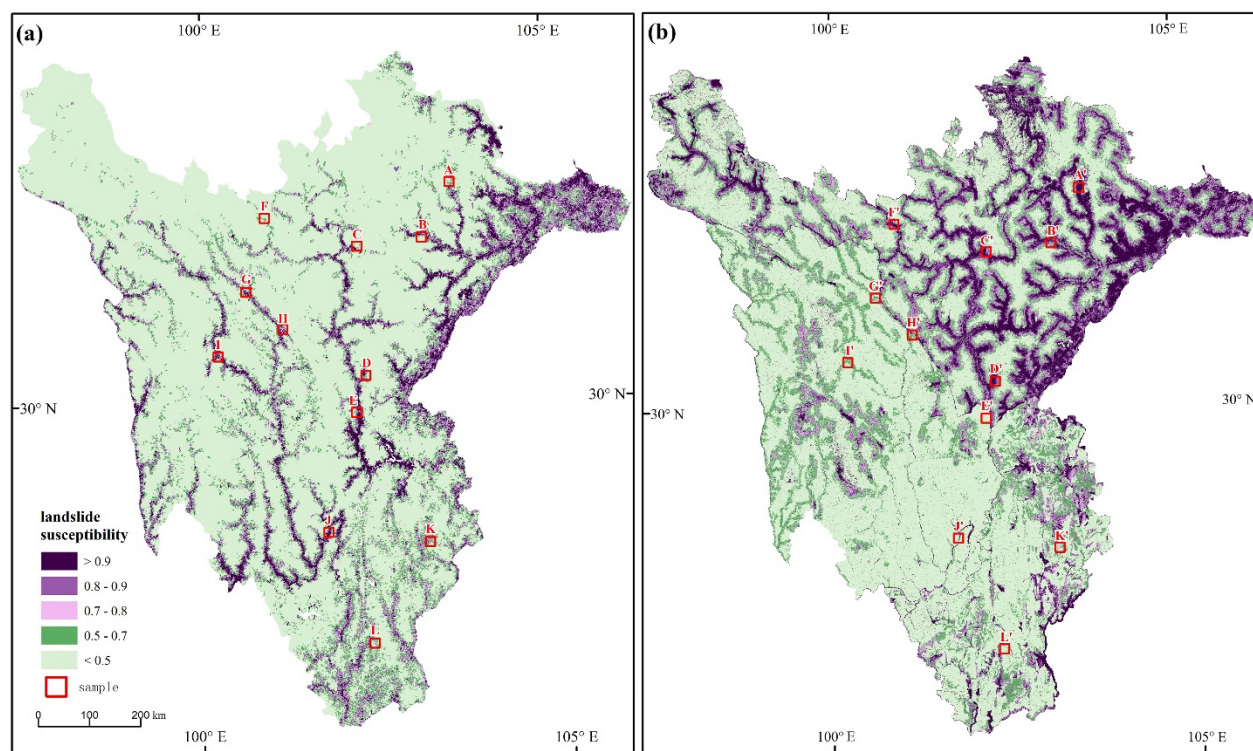 (a)
100° E
105° E
A
F
B
C
G
H
I
D
E
30° N
J
K
L
landslide
susceptibility
> 0.9
0.8 - 0.9
0.7 - 0.8
0.5 - 0.7
< 0.5
sample
0 100 200 km
100° E
105° E
(b)
100° E
105° E
A'
F'
B'
C'
G'
H'
I'
D'
E'
30° N
30° N
J'
K'
L'
100° E
105° E